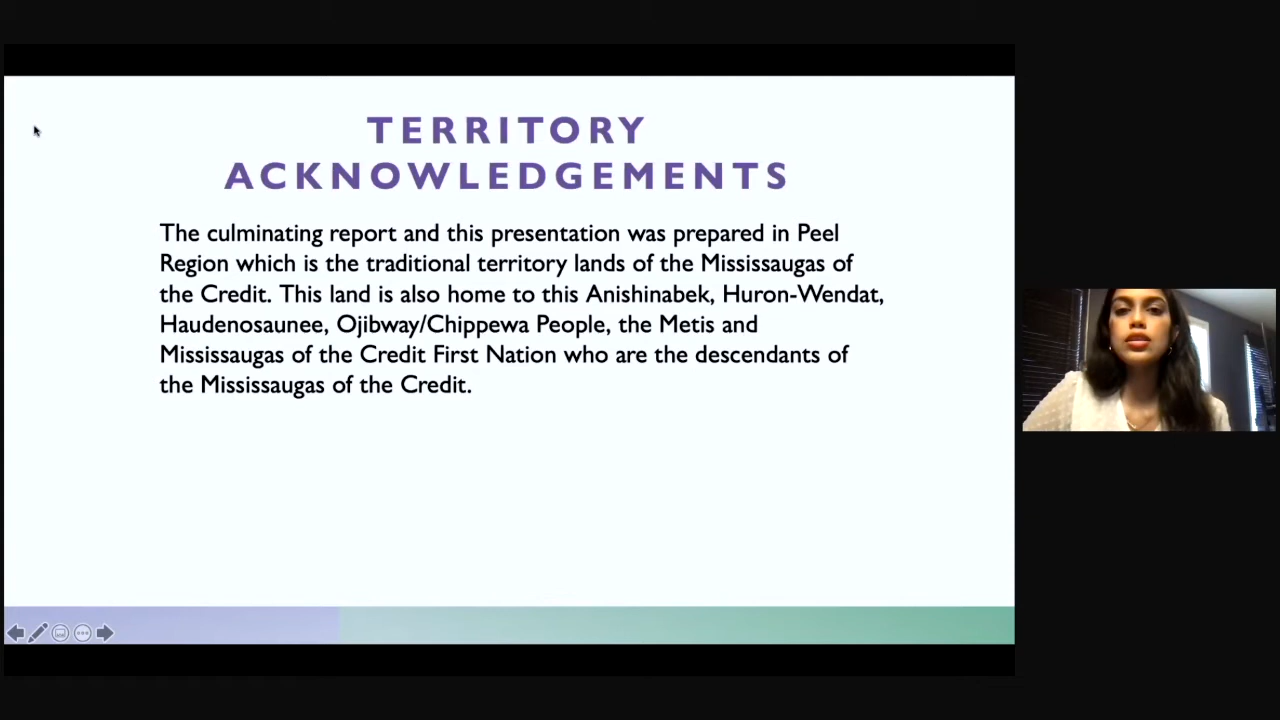 TERRITORY
ACKNOWLEDGEMENTS
The culminating report and this presentation was prepared in Peel
Region which is the traditional territory lands of the Mississaugas of
the Credit. This land is also home to this Anishinabek, Huron-Wendat,
Haudenosaunee, Ojibway/Chippewa People, the Metis and
Mississaugas of the Credit First Nation who are the descendants of
the Mississaugas of the Credit.